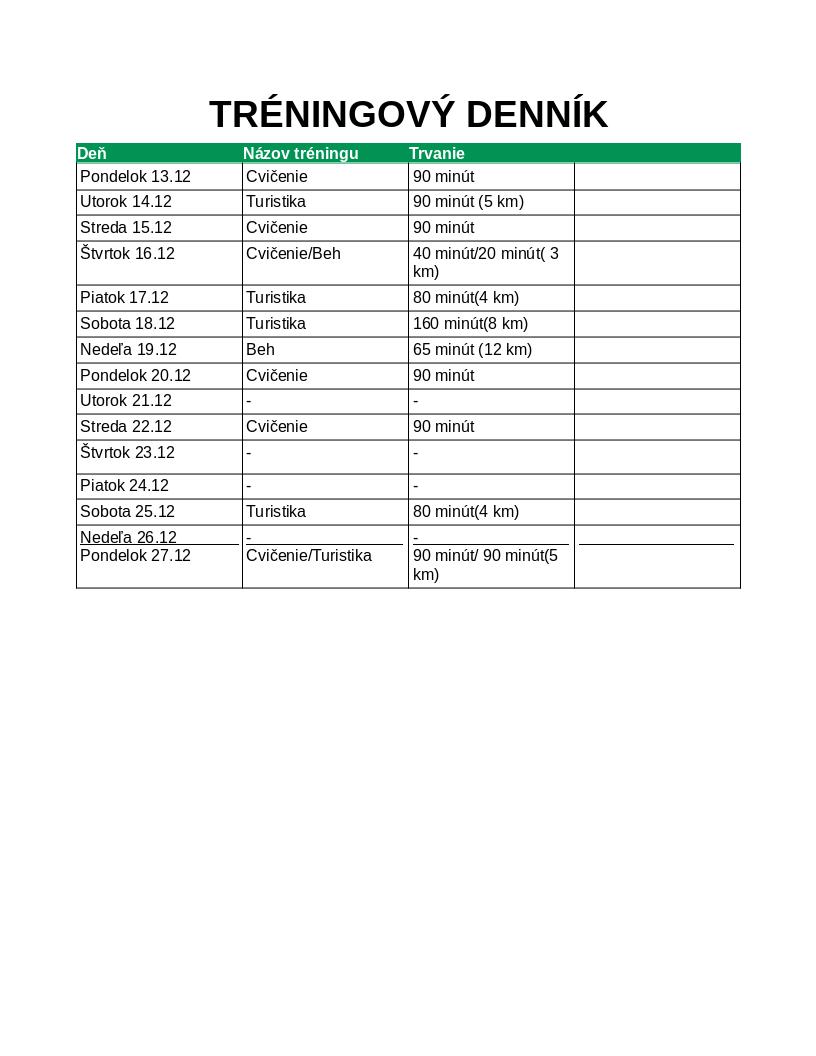 TRÉNINGOVÝ DENNÍK
Deň Názov tréningu Trvanie
Pondelok 13.12 Cvičenie 90 minút
Utorok 14.12 Turistika 90 minút (5 km)
Streda 15.12 Cvičenie 90 minút
Štvrtok 16.12 Cvičenie/Beh 40 minút/20 minút( 3
km)
Piatok 17.12 Turistika 80 minút(4 km)
Sobota 18.12 Turistika 160 minút(8 km)
Nedeľa 19.12 Beh 65 minút (12 km)
Pondelok 20.12 Cvičenie 90 minút
Utorok 21.12 - -
Streda 22.12 Cvičenie 90 minút
Štvrtok 23.12 - -
Piatok 24.12 - -
Sobota 25.12 Turistika 80 minút(4 km)
Nedeľa 26.12 - -
Pondelok 27.12 Cvičenie/Turistika 90 minút/ 90 minút(5
km)